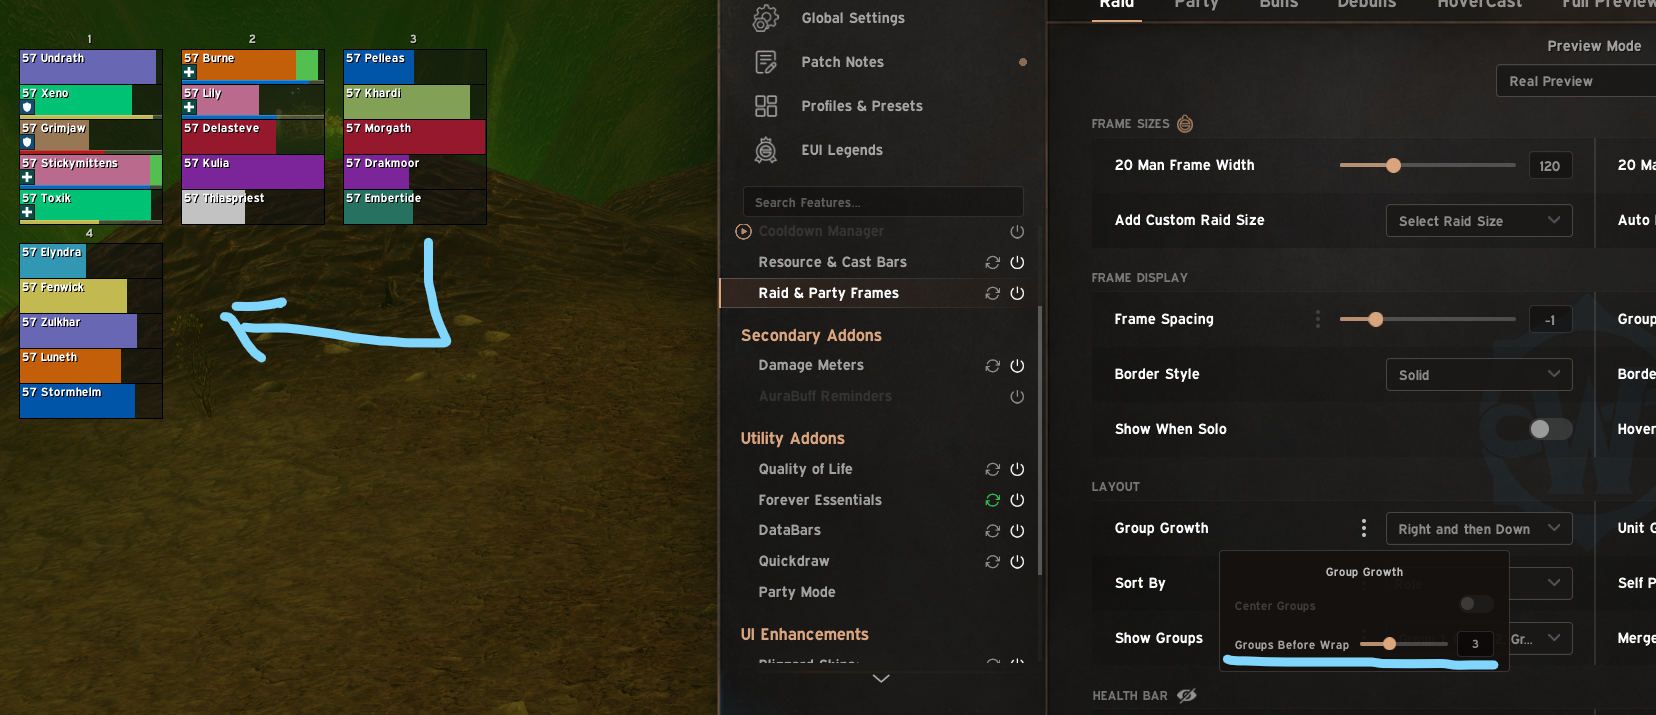 1
2
3
57 Undrath
57 Burne
57 Pelleas
57 Xeno
57 Lily
57 Khardi
57 Grimjaw
57 Delasteve
57 Morgath
57 Stickymittens
57 Kulia
57 Drakmoor
57 Toxik
57 Thiaspriest
57 Embertide
4
57 Elyndra
57 Fenwick
57 Zulkhar
57 Luneth
57 Stormhelm
Global Settings
Patch Notes
Profiles & Presets
EUI Legends
Search Features...
Cooldown Manager
Resource & Cast Bars
Raid & Party Frames
Secondary Addons
Damage Meters
AuraBuff Reminders
Utility Addons
Quality of Life
Forever Essentials
DataBars
Quickdraw
Party Mode
UI Enhancements
Raid Party Buffs Debuffs HoverCast Full Preview
Preview Mode
Real Preview
FRAME SIZES
20 Man Frame Width 120 20 Ma
Add Custom Raid Size Select Raid Size Auto
FRAME DISPLAY
Frame Spacing -1 Group
Border Style Solid Borde
Show When Solo Hover
LAYOUT
Group Growth Right and then Down Unit G
Group Growth
Sort By Self P
Center Groups
Show Groups Gr... Merge
Groups Before Wrap 3
HEALTH BAR